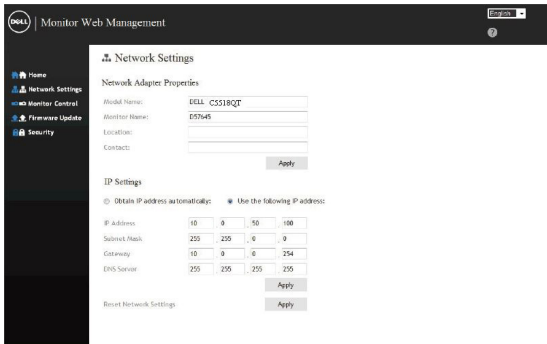 DELL | Monitor Web Management
English
?
Home
Network Settings
Monitor Control
Firmware Update
Security
Network Settings
Network Adapter Properties
Model Name: DELL C5518QT
Monitor Name: D57645
Location:
Contact:
Apply
IP Settings
Obtain IP address automatically: Use the following IP address:
IP Address 10 . 0 . 50 . 100
Subnet Mask 255 . 255 . 0 . 0
Gateway 10 . 0 . 0 . 254
DNS Server 255 . 255 . 255 . 255
Apply
Reset Network Settings Apply